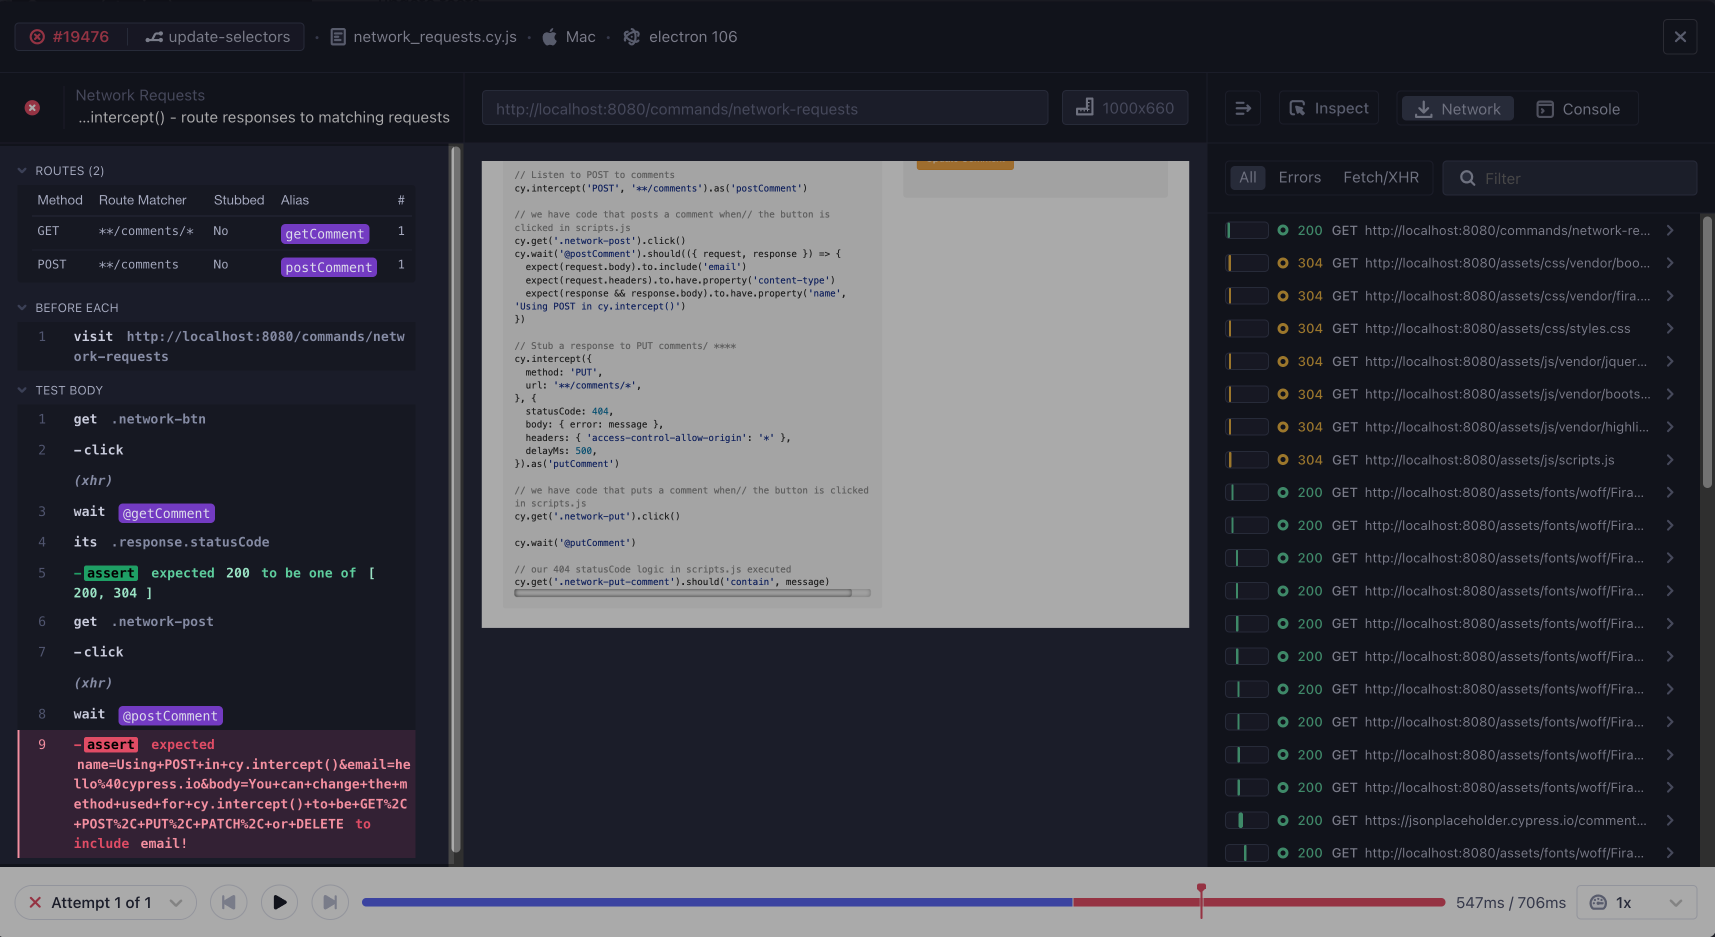 #19476 update-selectors · network_requests.cy.js · Mac · electron 106
Network Requests
...intercept() - route responses to matching requests
http://localhost:8080/commands/network-requests 1000x660
Inspect Network Console
ROUTES (2)
Method Route Matcher Stubbed Alias #
GET **/comments/* No getComment 1
POST **/comments No postComment 1
BEFORE EACH
1 visit http://localhost:8080/commands/netw
ork-requests
TEST BODY
1 get .network-btn
2 -click
(xhr)
3 wait @getComment
4 its .response.statusCode
5 -assert expected 200 to be one of [
200, 304 ]
6 get .network-post
7 -click
(xhr)
8 wait @postComment
9 -assert expected
name=Using+POST+in+cy.intercept()&email=he
llo%40cypress.io&body=You+can+change+the+m
ethod+used+for+cy.intercept()+to+be+GET%2C
+POST%2C+PUT%2C+PATCH%2C+or+DELETE to
include email!
// Listen to POST to comments
cy.intercept('POST', '**/comments').as('postComment')
// we have code that posts a comment when// the button is
clicked in scripts.js
cy.get('.network-post').click()
cy.wait('@postComment').should(({ request, response }) => {
expect(request.body).to.include('email')
expect(request.headers).to.have.property('content-type')
expect(response && response.body).to.have.property('name',
'Using POST in cy.intercept()')
})
// Stub a response to PUT comments/ ****
cy.intercept({
method: 'PUT',
url: '**/comments/*',
}, {
statusCode: 404,
body: { error: message },
headers: { 'access-control-allow-origin': '*' },
delayMs: 500,
}).as('putComment')
// we have code that puts a comment when// the button is clicked
in scripts.js
cy.get('.network-put').click()
cy.wait('@putComment')
// our 404 statusCode logic in scripts.js executed
cy.get('.network-put-comment').should('contain', message)
All Errors Fetch/XHR Filter
200 GET http://localhost:8080/commands/network-re...
304 GET http://localhost:8080/assets/css/vendor/boo...
304 GET http://localhost:8080/assets/css/vendor/fira....
304 GET http://localhost:8080/assets/css/styles.css
304 GET http://localhost:8080/assets/js/vendor/jquer...
304 GET http://localhost:8080/assets/js/vendor/boots...
304 GET http://localhost:8080/assets/js/vendor/highli...
304 GET http://localhost:8080/assets/js/scripts.js
200 GET http://localhost:8080/assets/fonts/woff/Fira...
200 GET http://localhost:8080/assets/fonts/woff/Fira...
200 GET http://localhost:8080/assets/fonts/woff/Fira...
200 GET http://localhost:8080/assets/fonts/woff/Fira...
200 GET http://localhost:8080/assets/fonts/woff/Fira...
200 GET http://localhost:8080/assets/fonts/woff/Fira...
200 GET http://localhost:8080/assets/fonts/woff/Fira...
200 GET http://localhost:8080/assets/fonts/woff/Fira...
200 GET http://localhost:8080/assets/fonts/woff/Fira...
200 GET http://localhost:8080/assets/fonts/woff/Fira...
200 GET https://jsonplaceholder.cypress.io/comment...
200 GET http://localhost:8080/assets/fonts/woff/Fira...
Attempt 1 of 1 547ms / 706ms 1x